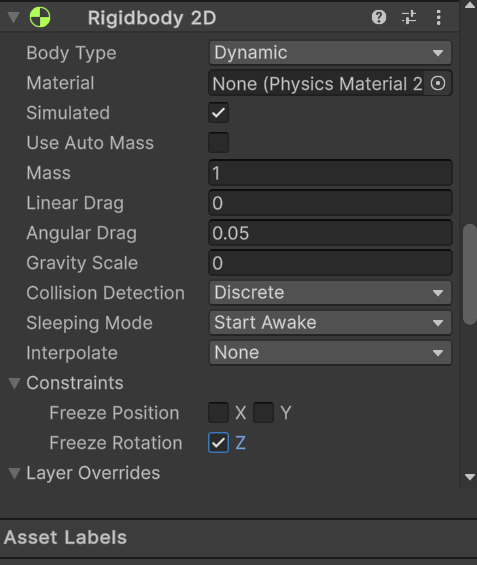 Rigidbody 2D
Body Type Dynamic
Material None (Physics Material 2
Simulated
Use Auto Mass
Mass 1
Linear Drag 0
Angular Drag 0.05
Gravity Scale 0
Collision Detection Discrete
Sleeping Mode Start Awake
Interpolate None
Constraints
Freeze Position X Y
Freeze Rotation Z
Layer Overrides
Asset Labels